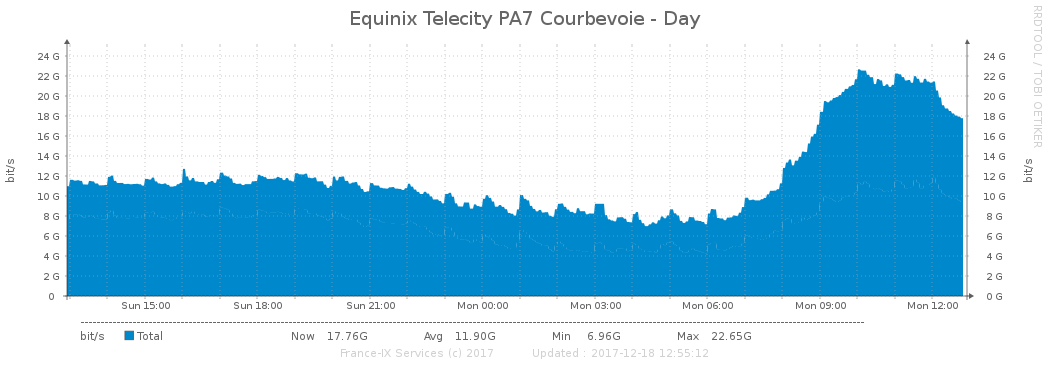 Equinix Telecity PA7 Courbevoie - Day
RRDTOOL / TOBI OETIKER
24 G 24 G
22 G 22 G
20 G 20 G
18 G 18 G
16 G 16 G
14 G 14 G
bit/s bit/s
12 G 12 G
10 G 10 G
8 G 8 G
6 G 6 G
4 G 4 G
2 G 2 G
0 0 G
Sun 15:00 Sun 18:00 Sun 21:00 Mon 00:00 Mon 03:00 Mon 06:00 Mon 09:00 Mon 12:00
bit/s Total Now 17.76G Avg 11.90G Min 6.96G Max 22.65G
France-IX Services (c) 2017 Updated : 2017-12-18 12:55:12